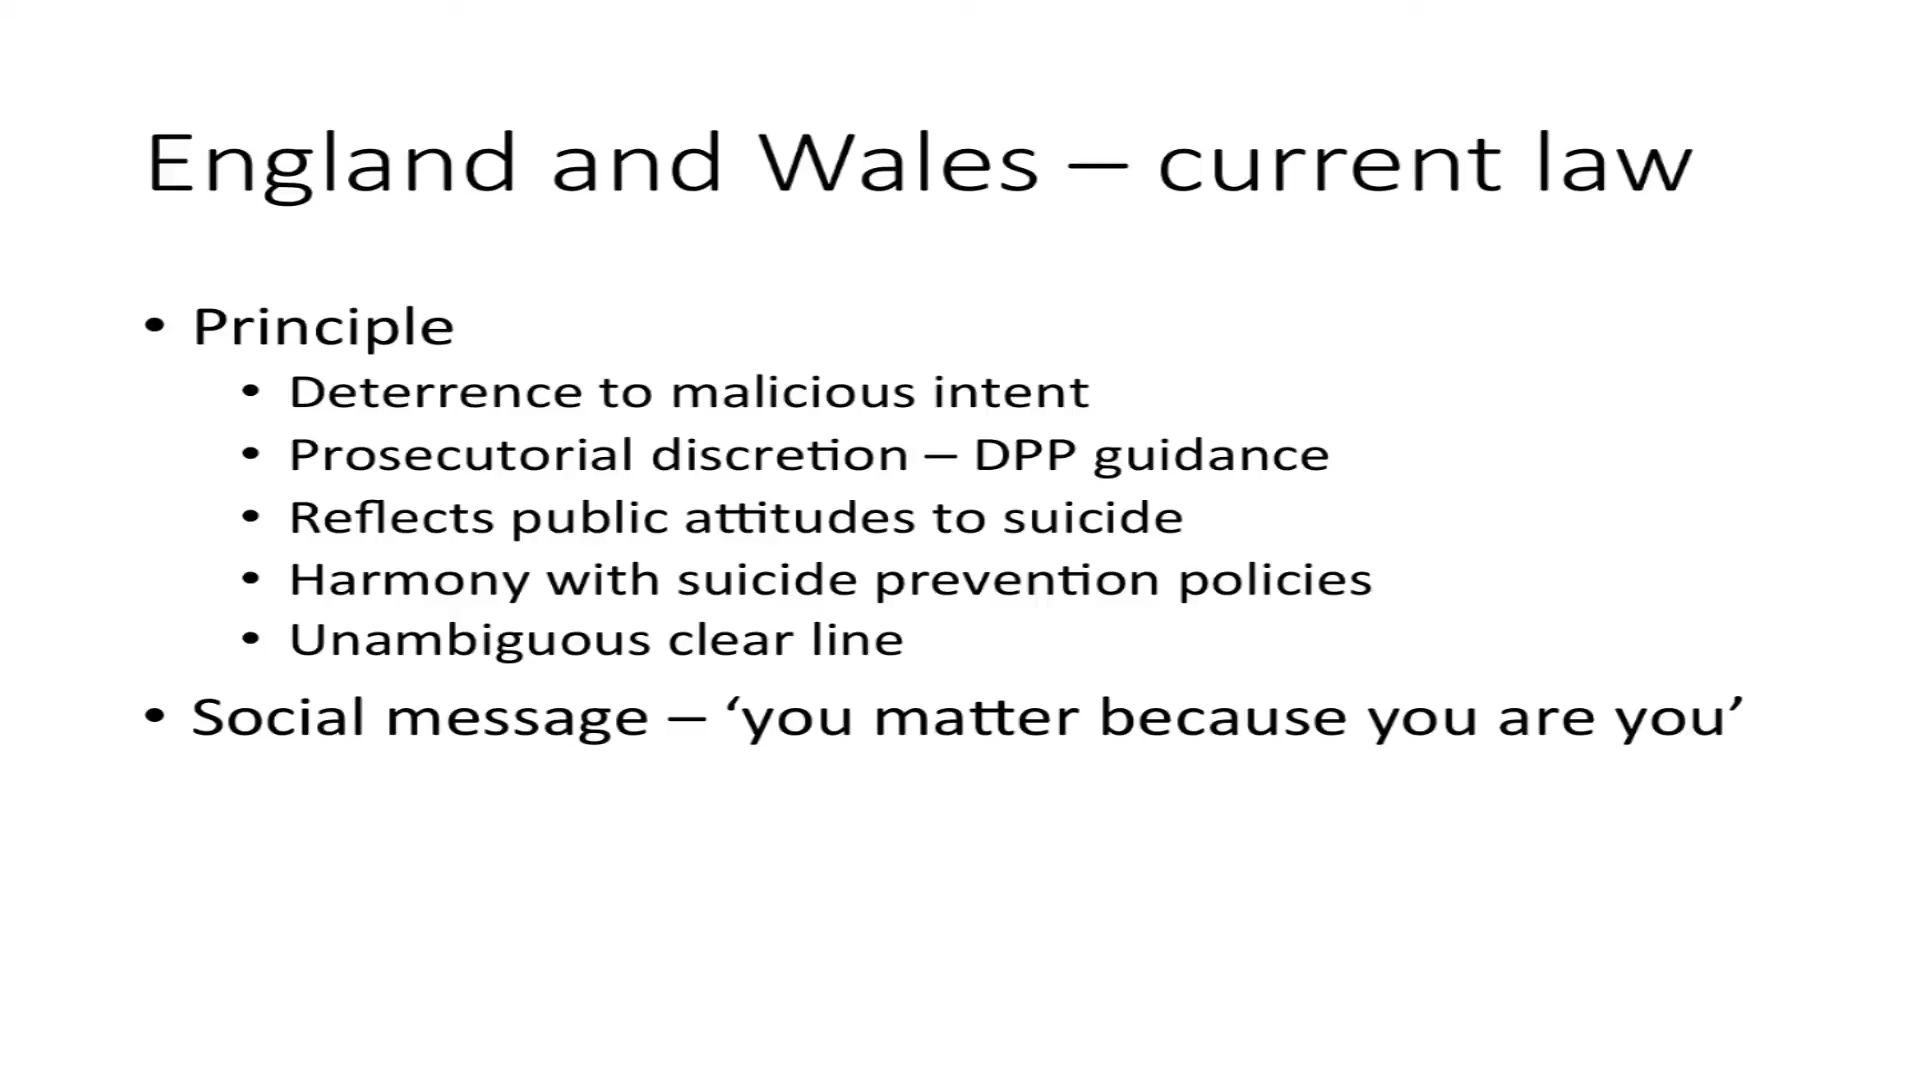 England and Wales – current law
• Principle
• Deterrence to malicious intent
• Prosecutorial discretion – DPP guidance
• Reflects public attitudes to suicide
• Harmony with suicide prevention policies
• Unambiguous clear line
• Social message – ‘you matter because you are you’